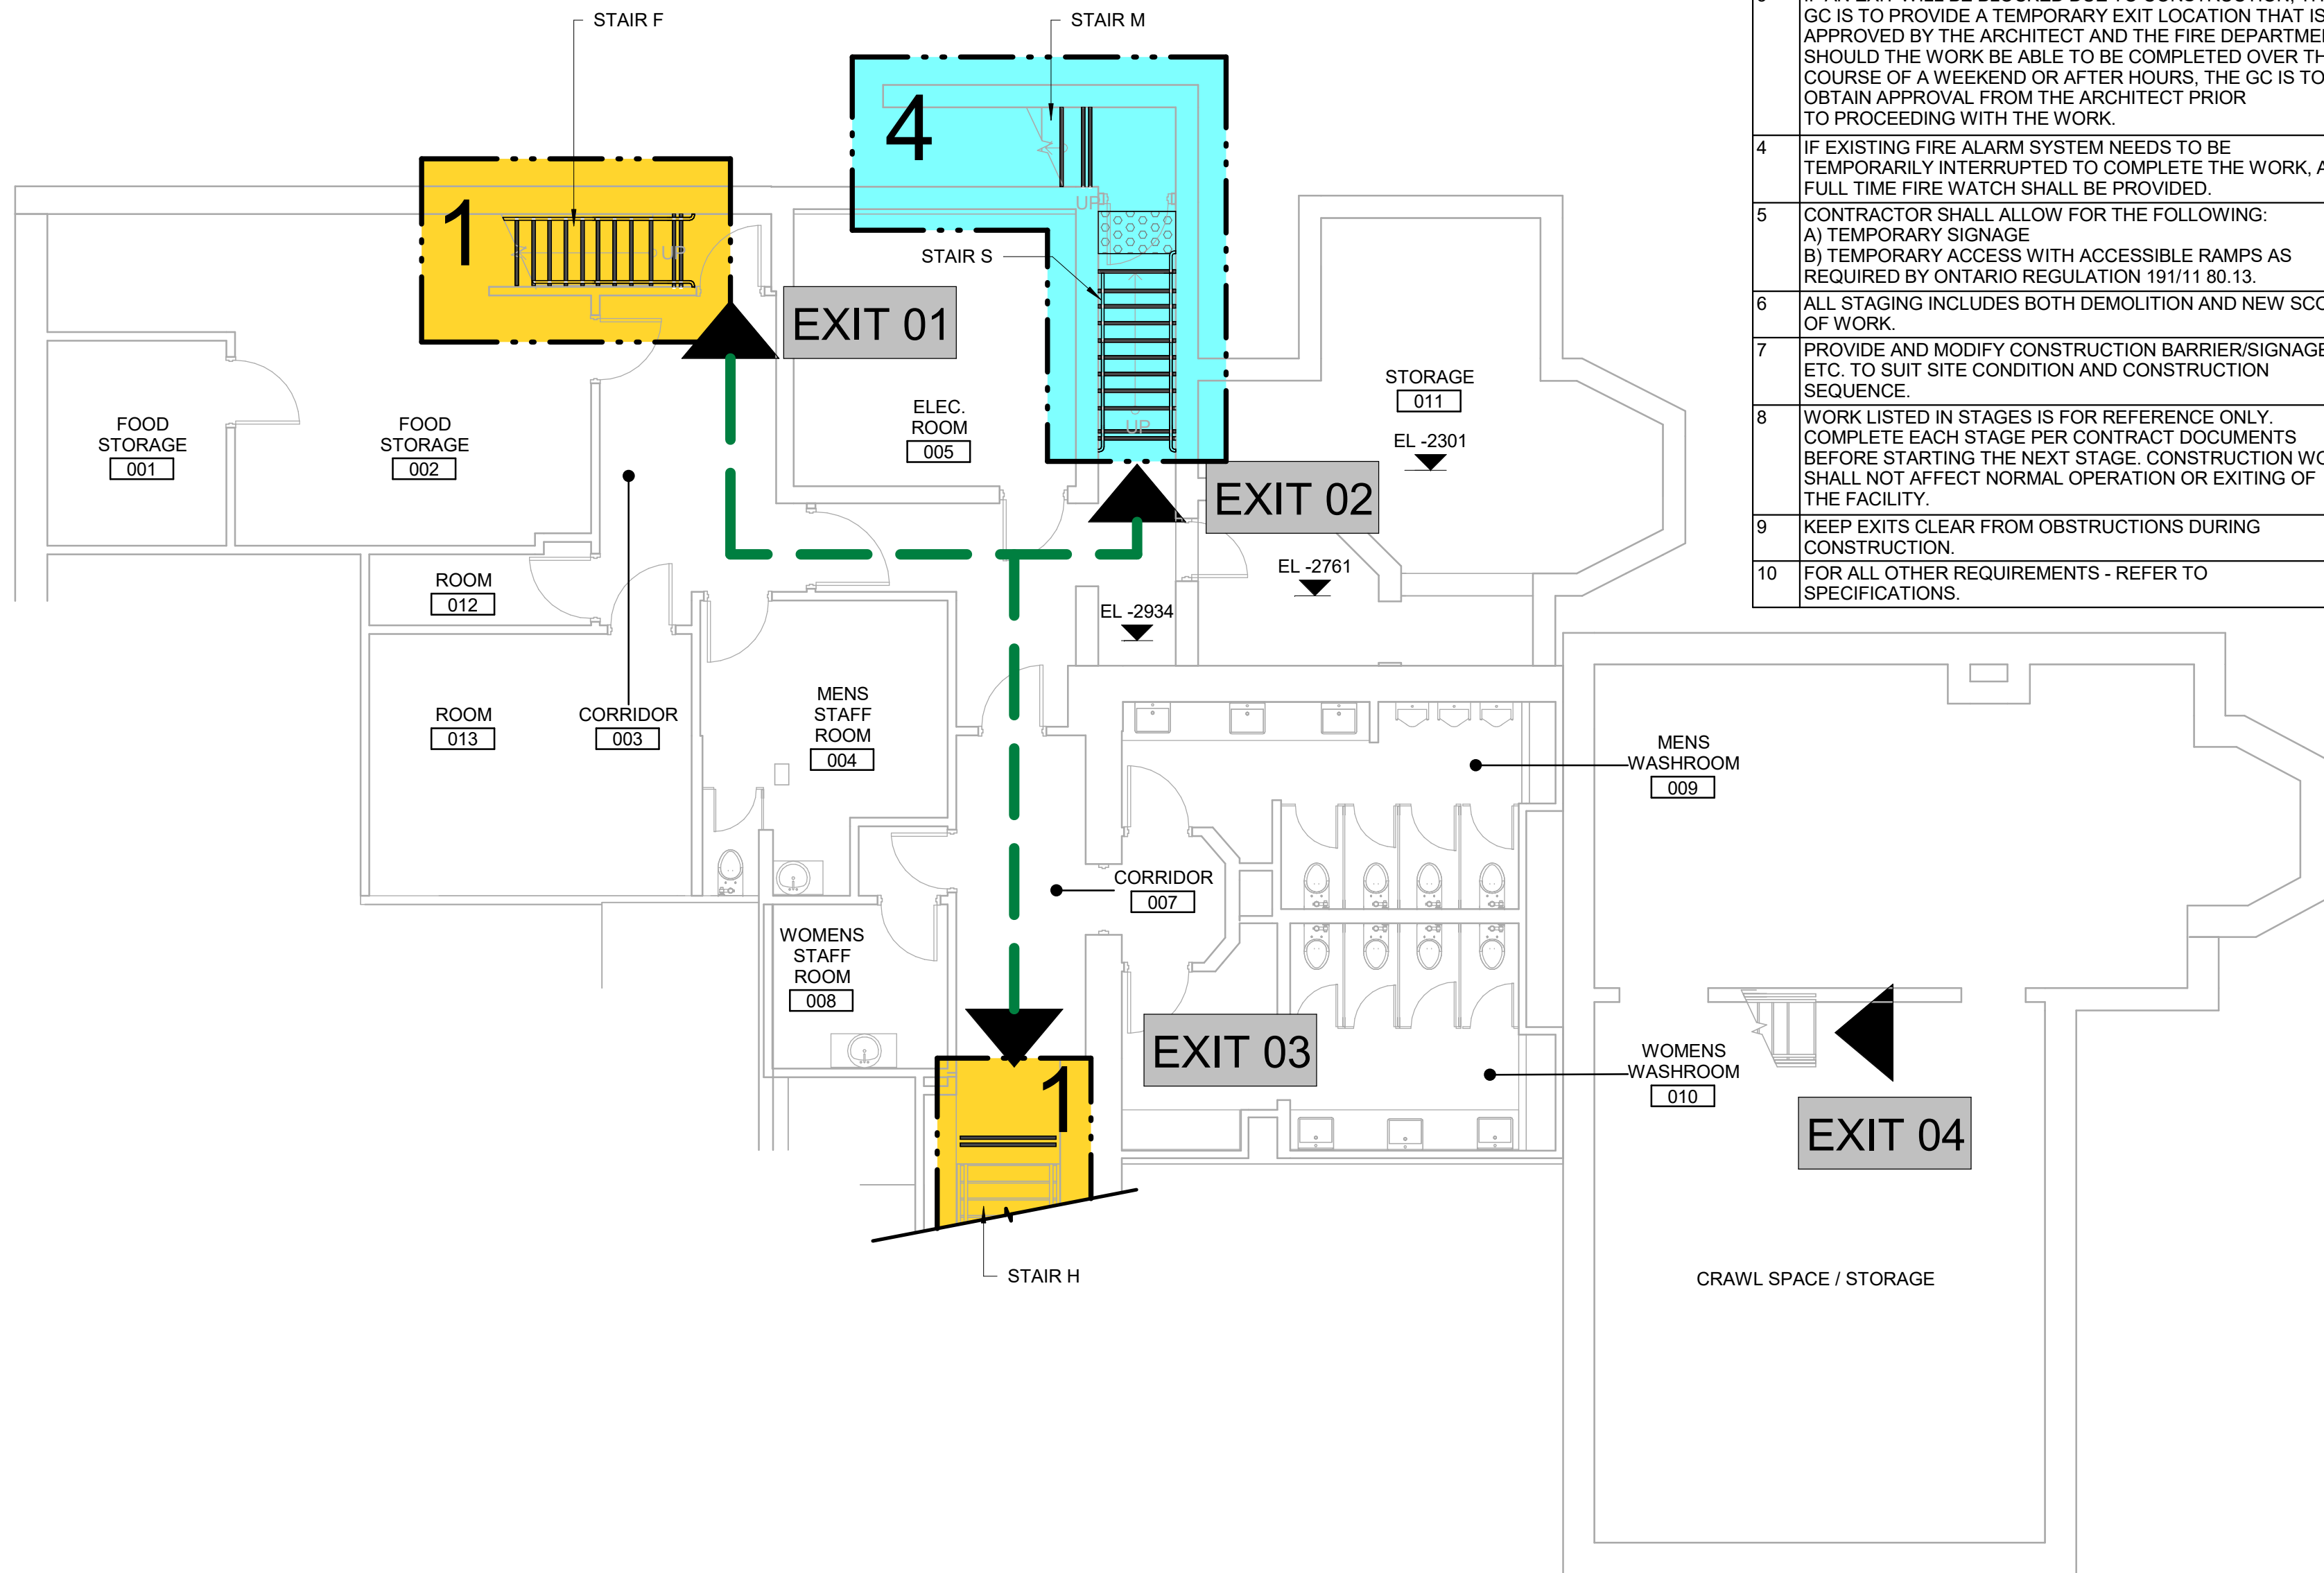 STAIR F
STAIR M
4
1
UP
UP
STAIR S
EXIT 01
UP
FOOD
STORAGE
001
FOOD
STORAGE
002
ELEC.
ROOM
005
STORAGE
011
EL -2301
EXIT 02
EL -2761
ROOM
012
EL -2934
ROOM
013
CORRIDOR
003
MENS
STAFF
ROOM
004
MENS
WASHROOM
009
CORRIDOR
007
WOMENS
STAFF
ROOM
008
EXIT 03
WOMENS
WASHROOM
010
1
EXIT 04
STAIR H
CRAWL SPACE / STORAGE
GC IS TO PROVIDE A TEMPORARY EXIT LOCATION THAT IS
APPROVED BY THE ARCHITECT AND THE FIRE
SHOULD THE WORK BE ABLE TO BE COMPLETED OVER
COURSE OF A WEEKEND OR AFTER HOURS, THE GC IS TO
OBTAIN APPROVAL FROM THE ARCHITECT PRIOR
TO PROCEEDING WITH THE WORK.
4 IF EXISTING FIRE ALARM SYSTEM NEEDS TO BE
TEMPORARILY INTERRUPTED TO COMPLETE THE WORK, A
FULL TIME FIRE WATCH SHALL BE PROVIDED.
5 CONTRACTOR SHALL ALLOW FOR THE FOLLOWING:
A) TEMPORARY SIGNAGE
B) TEMPORARY ACCESS WITH ACCESSIBLE RAMPS AS
REQUIRED BY ONTARIO REGULATION 191/11 80.13.
6 ALL STAGING INCLUDES BOTH DEMOLITION AND NEW
OF WORK.
7 PROVIDE AND MODIFY CONSTRUCTION BARRIER/SIGNAGE
ETC. TO SUIT SITE CONDITION AND CONSTRUCTION
SEQUENCE.
8 WORK LISTED IN STAGES IS FOR REFERENCE ONLY.
COMPLETE EACH STAGE PER CONTRACT DOCUMENTS
BEFORE STARTING THE NEXT STAGE. CONSTRUCTION
SHALL NOT AFFECT NORMAL OPERATION OR EXITING OF
THE FACILITY.
9 KEEP EXITS CLEAR FROM OBSTRUCTIONS DURING
CONSTRUCTION.
10 FOR ALL OTHER REQUIREMENTS - REFER TO
SPECIFICATIONS.